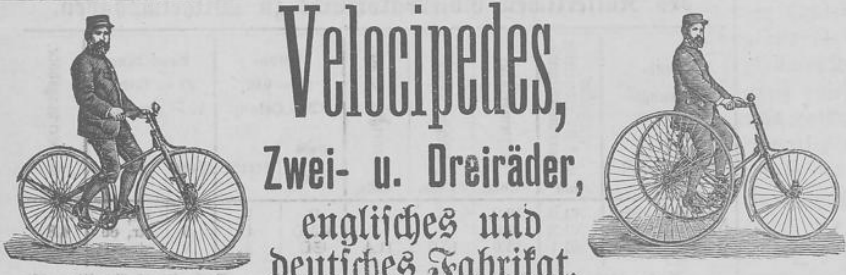 Velocipedes,
Zwei- u. Dreiräder,
engliſches und
deutſches Fabrikat.